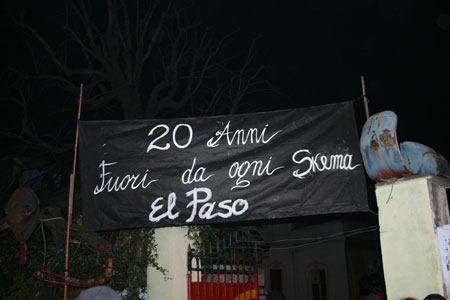 20 Anni
Fuori da ogni Skema
El Paso